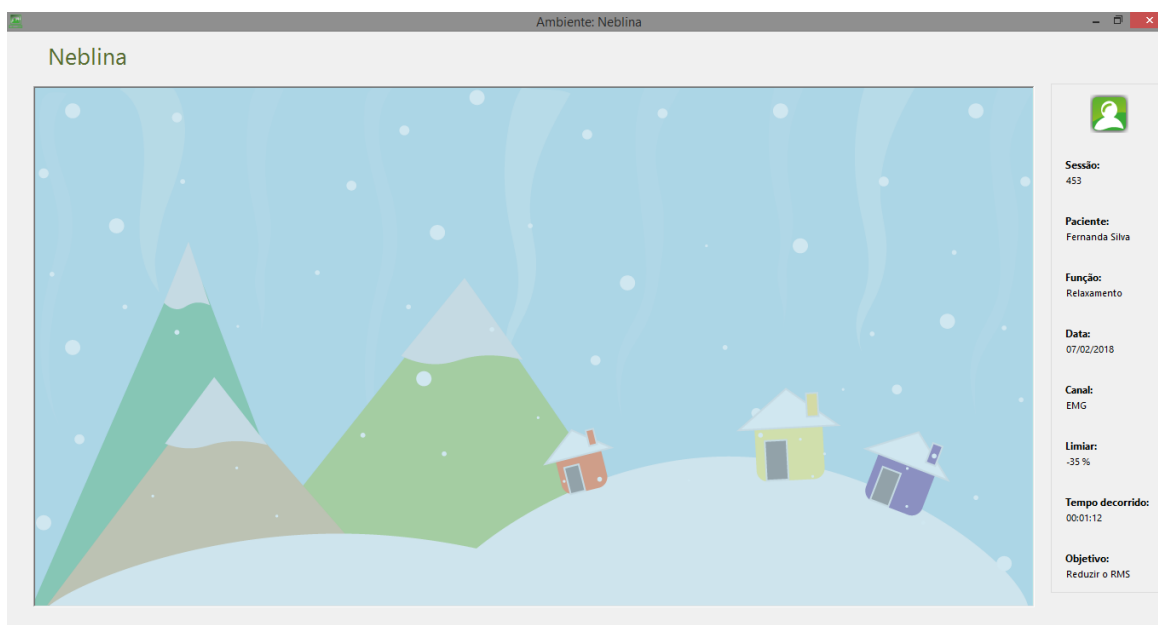 Ambiente: Neblina
Neblina
Sessão:
453
Paciente:
Fernanda Silva
Função:
Relaxamento
Data:
07/02/2018
Canal:
EMG
Limiar:
-35 %
Tempo decorrido:
00:01:12
Objetivo:
Reduzir o RMS